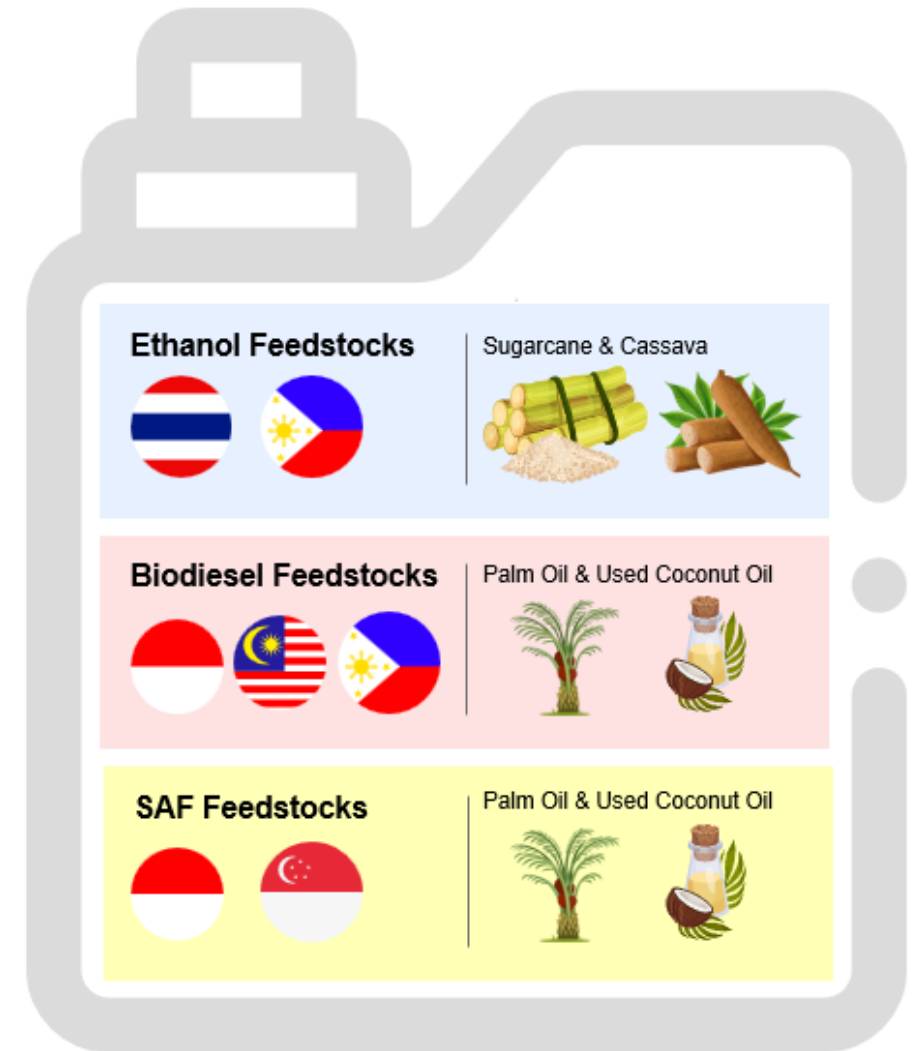 Ethanol Feedstocks
Sugarcane & Cassava
Biodiesel Feedstocks
Palm Oil & Used Coconut Oil
SAF Feedstocks
Palm Oil & Used Coconut Oil